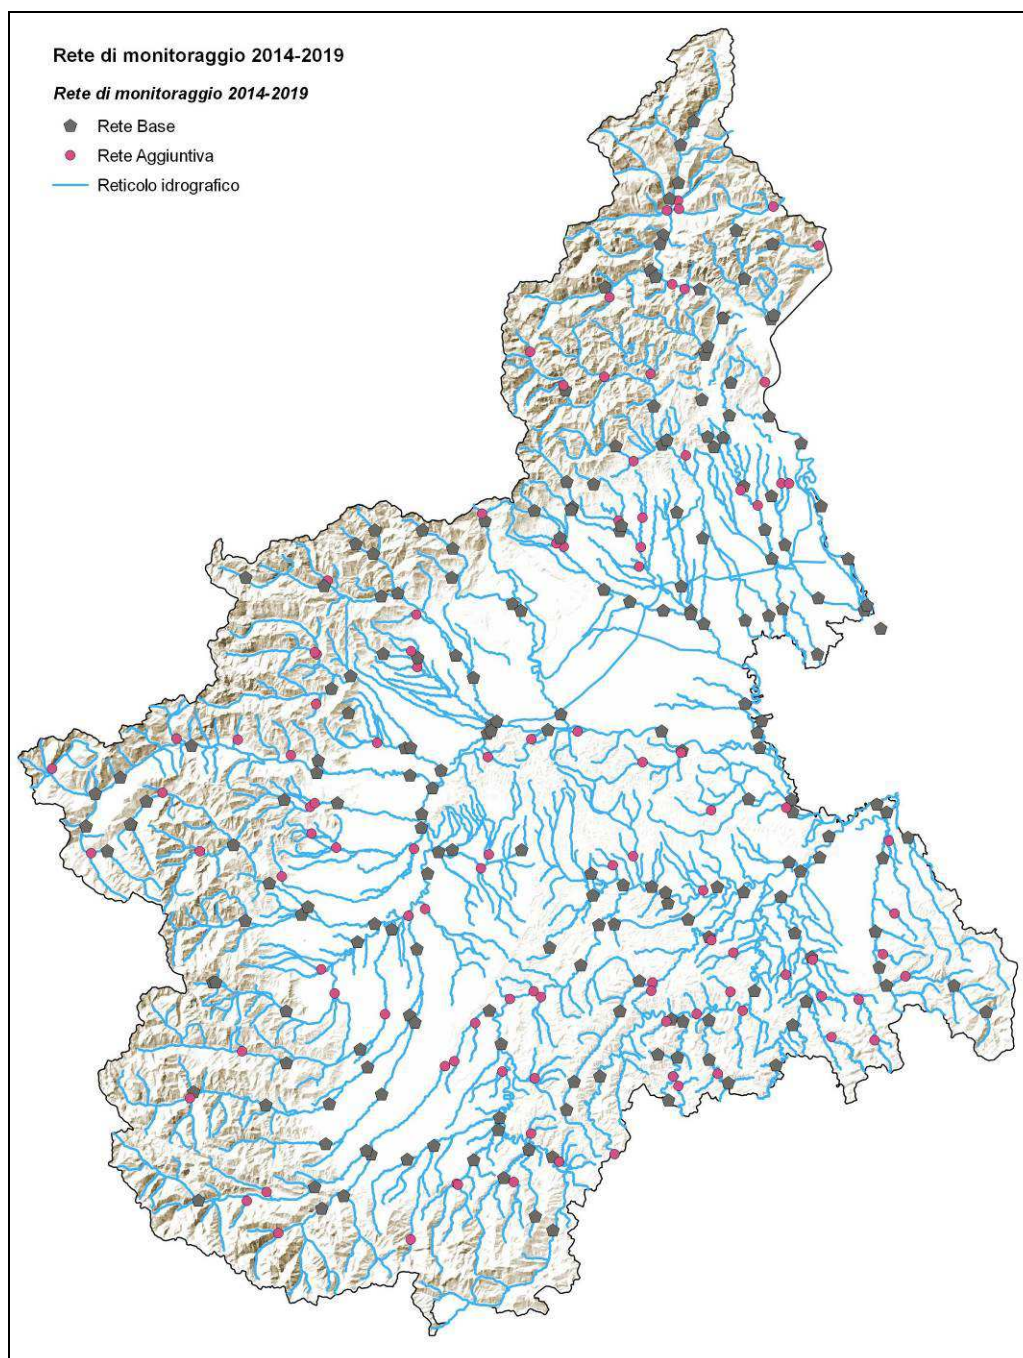 Rete di monitoraggio 2014-2019
Rete di monitoraggio 2014-2019
Rete Base
Rete Aggiuntiva
Reticolo idrografico